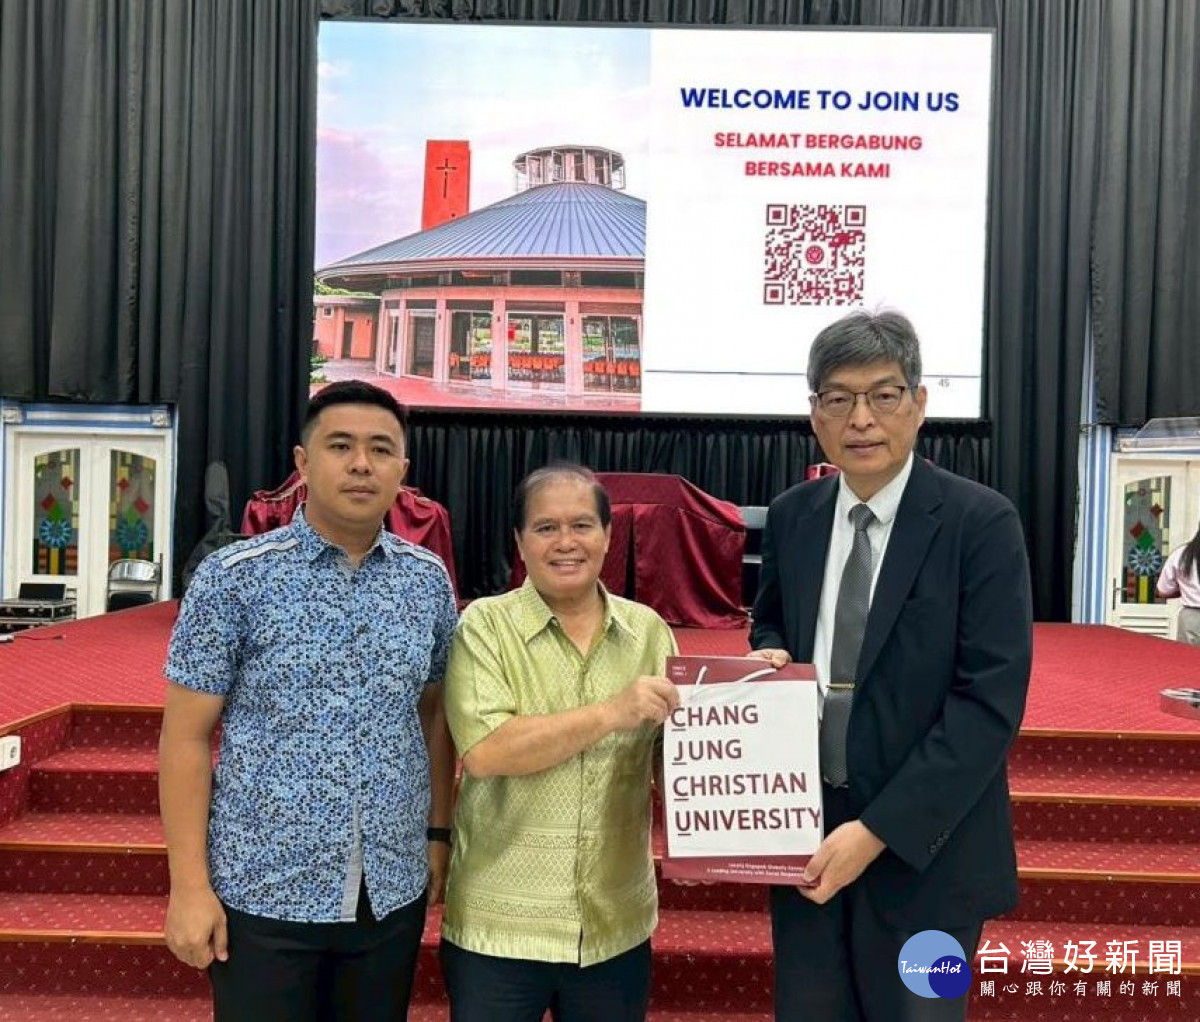 WELCOME TO JOIN US
SELAMAT BERGABUNG
BERSAMA KAMI
45
CHANG
JUNG
CHRISTIAN
UNIVERSITY
TaiwanHot
台灣好新聞
關心跟你有關的新聞